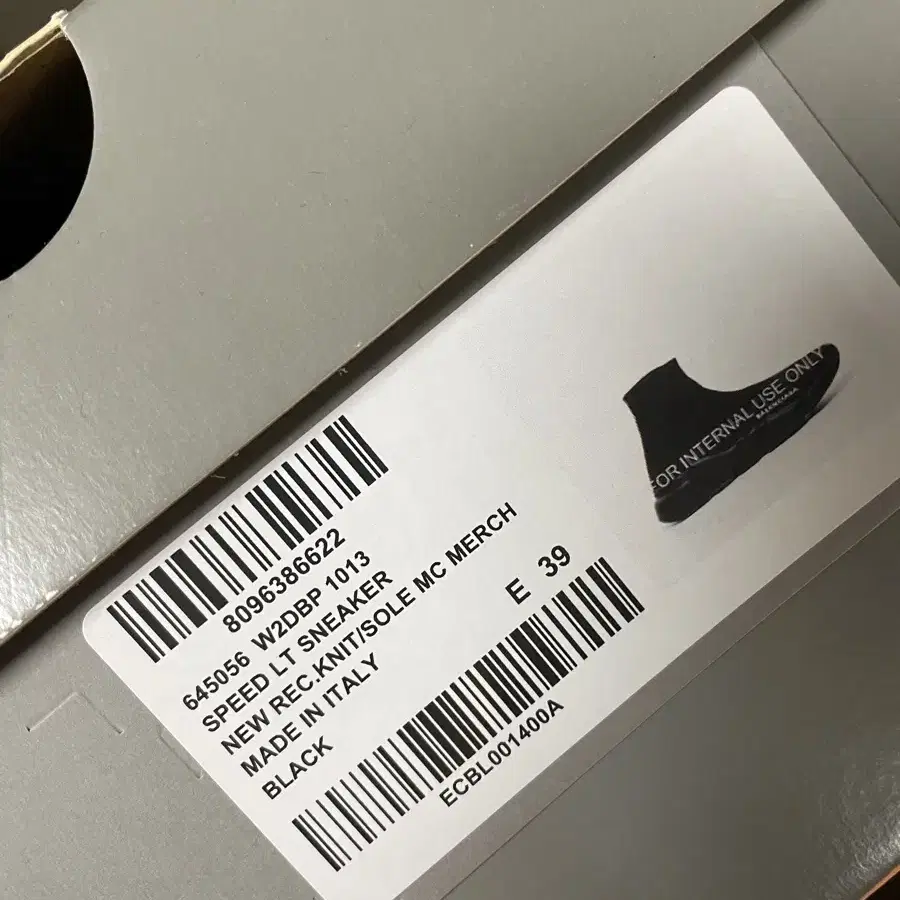 8096386622
645056 W2DBP 1013
SPEED LT SNEAKER
NEW REC.KNIT/SOLE MC MERCH
MADE IN ITALY
BLACK
E 39
ECBL001400A
FOR INTERNAL USE ONLY
BALENCIAGA